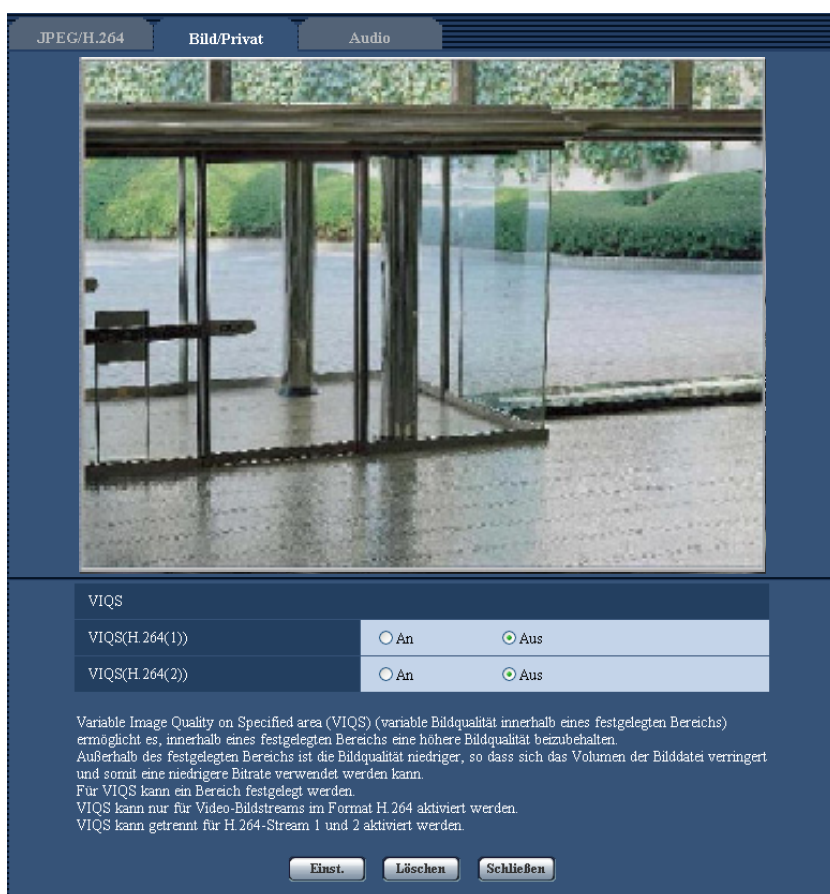 JPEG/H.264 Bild/Privat Audio
VIQS
VIQS(H.264(1)) An Aus
VIQS(H.264(2)) An Aus
Variable Image Quality on Specified area (VIQS) (variable Bildqualität innerhalb eines festgelegten Bereichs)
ermöglicht es, innerhalb eines festgelegten Bereichs eine höhere Bildqualität beizubehalten.
Außerhalb des festgelegten Bereichs ist die Bildqualität niedriger, so dass sich das Volumen der Bilddatei verringert
und somit eine niedrigere Bitrate verwendet werden kann.
Für VIQS kann ein Bereich festgelegt werden.
VIQS kann nur für Video-Bildstreams im Format H.264 aktiviert werden.
VIQS kann getrennt für H.264-Stream 1 und 2 aktiviert werden.
Einst. Löschen Schließen